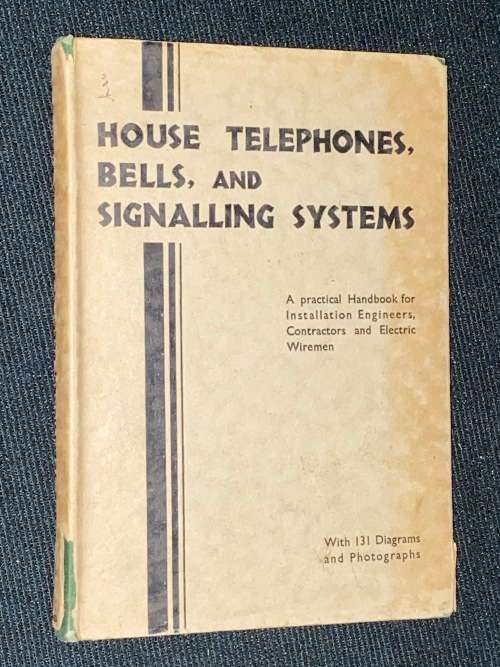 HOUSE TELEPHONES,
BELLS, AND
SIGNALLING SYSTEMS
A practical Handbook for
Installation Engineers,
Contractors and Electric
Wiremen
With 131 Diagrams
and Photographs